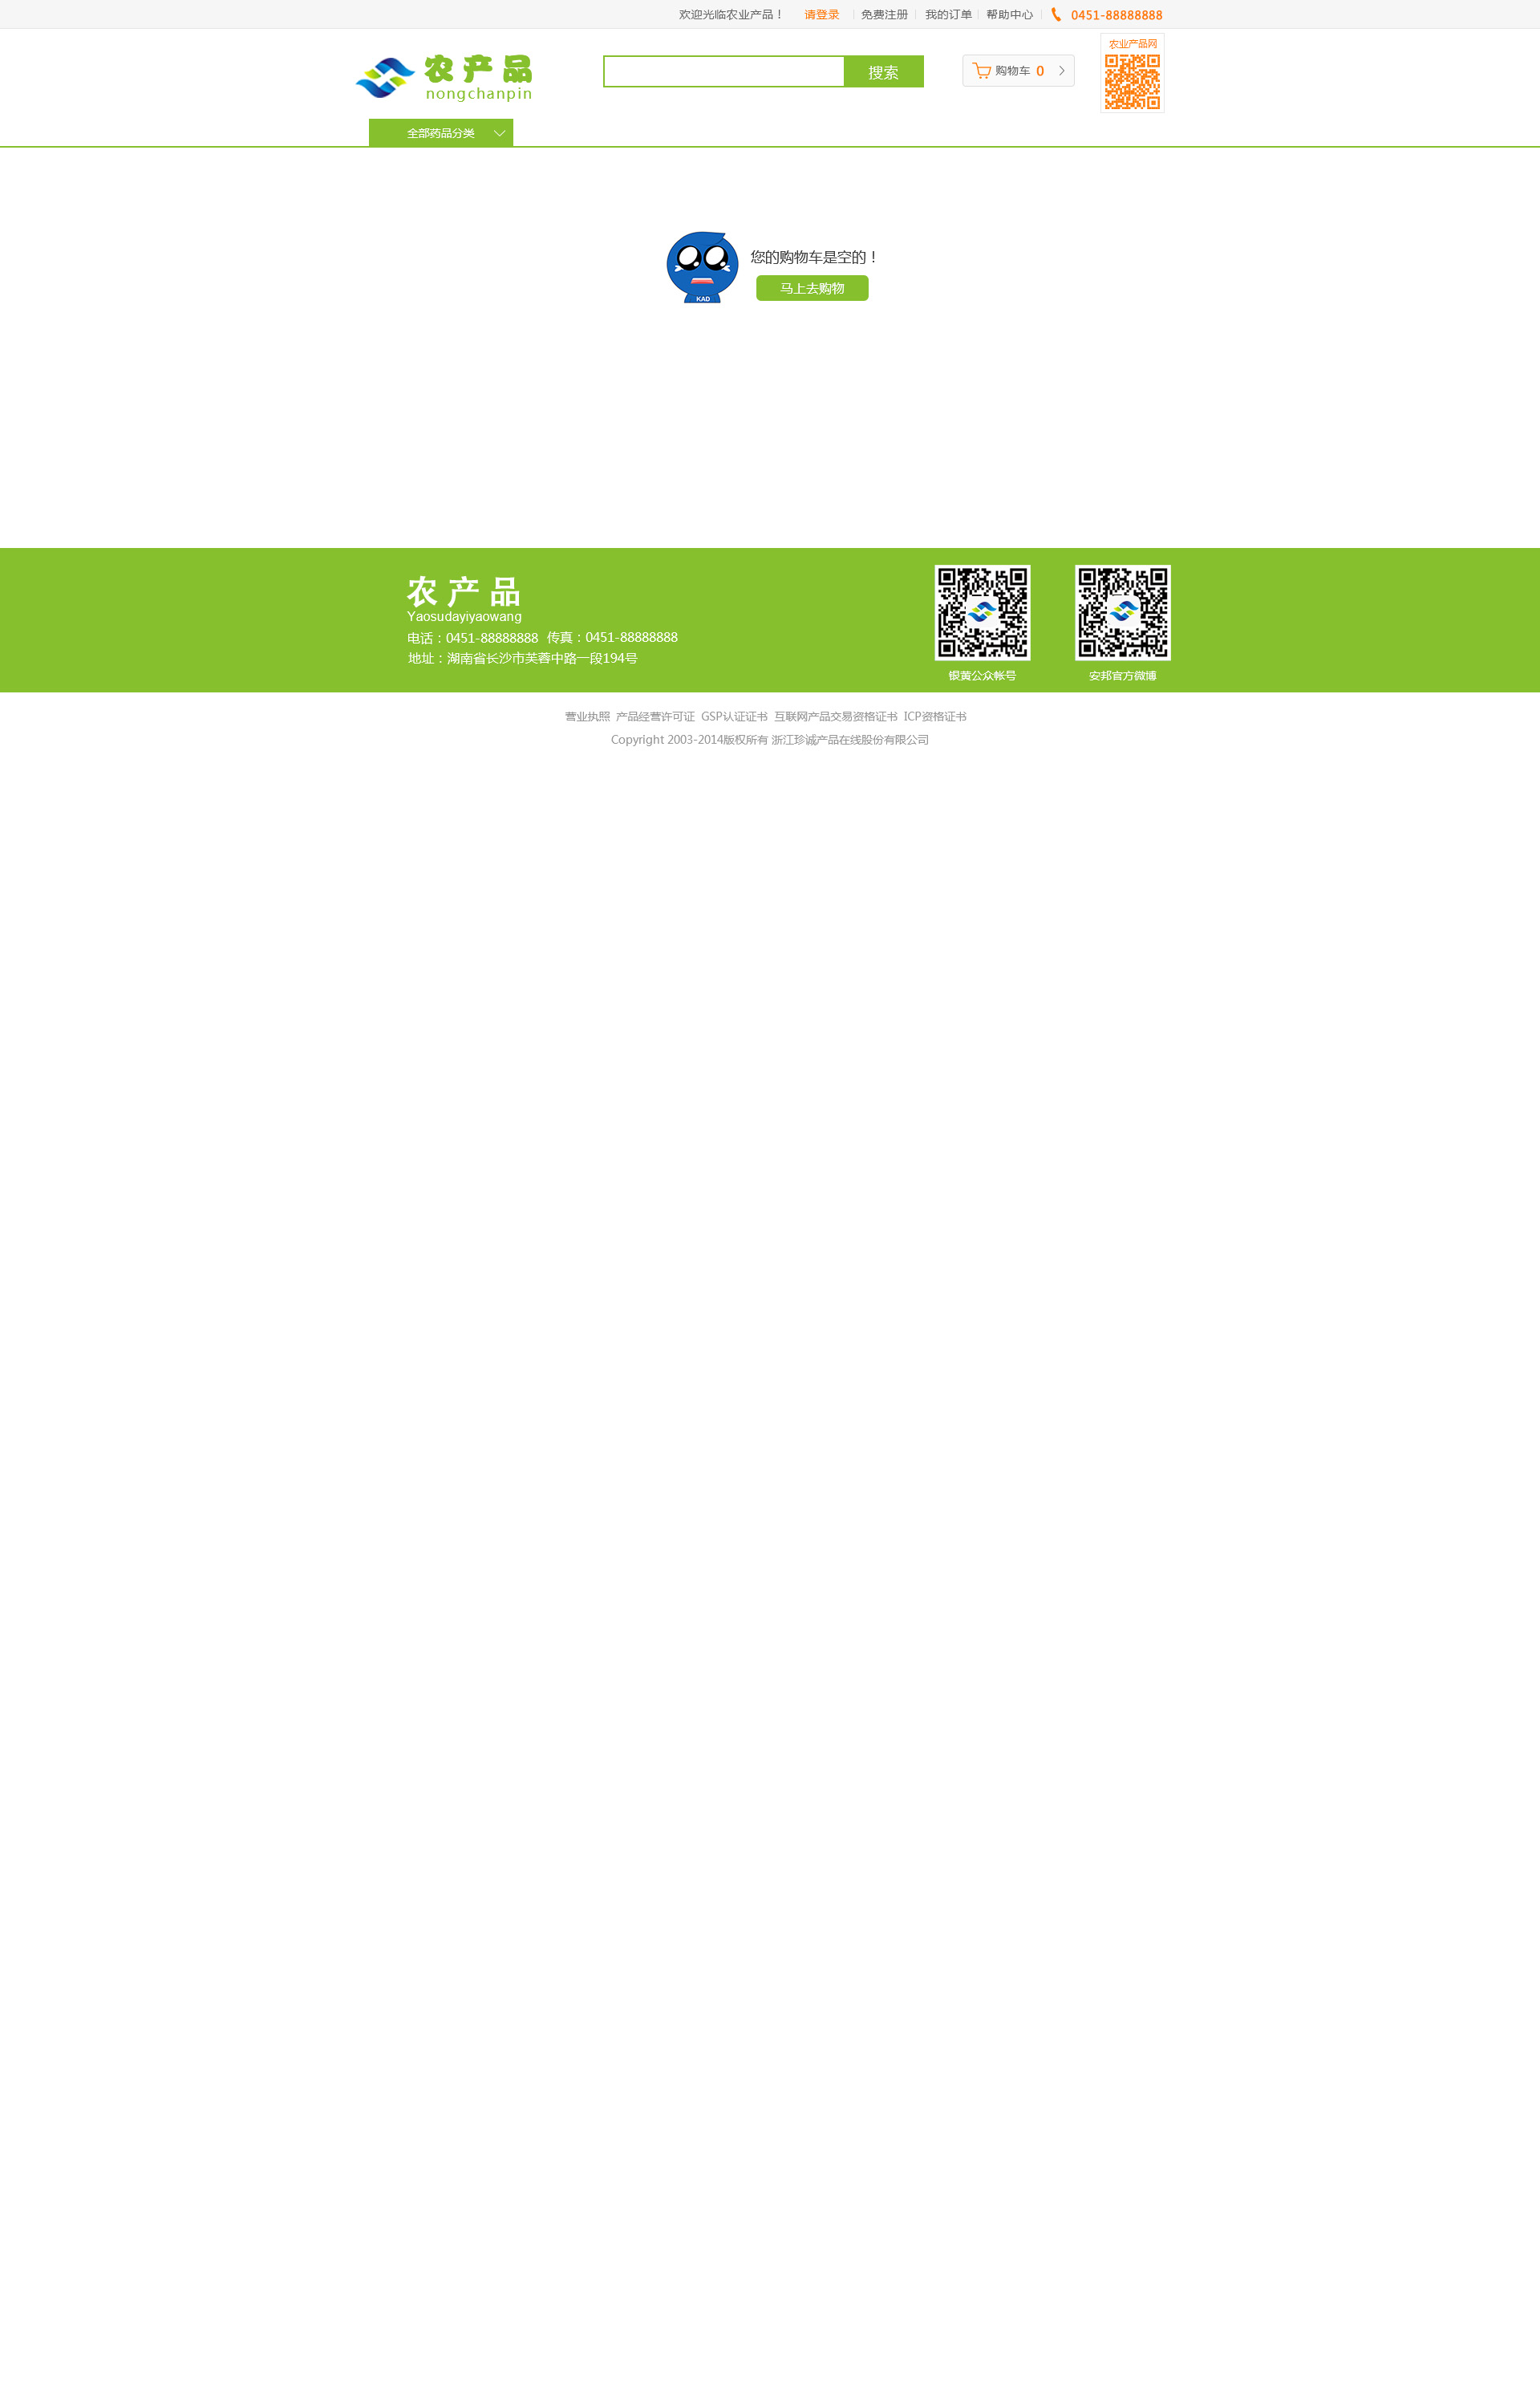 欢迎光临农业产品！ 请登录 免费注册 我的订单 帮助中心 0451-88888888
农业产品网
农产品
nongchanpin
搜索
购物车 0
全部药品分类
您的购物车是空的！
KAD
马上去购物
农产品
Yaosudayiyaowang
电话：0451-88888888 传真：0451-88888888
地址：湖南省长沙市芙蓉中路一段194号
银黄公众帐号 安邦官方微博
营业执照 产品经营许可证 GSP认证证书 互联网产品交易资格证书 ICP资格证书
Copyright 2003-2014版权所有 浙江珍诚产品在线股份有限公司